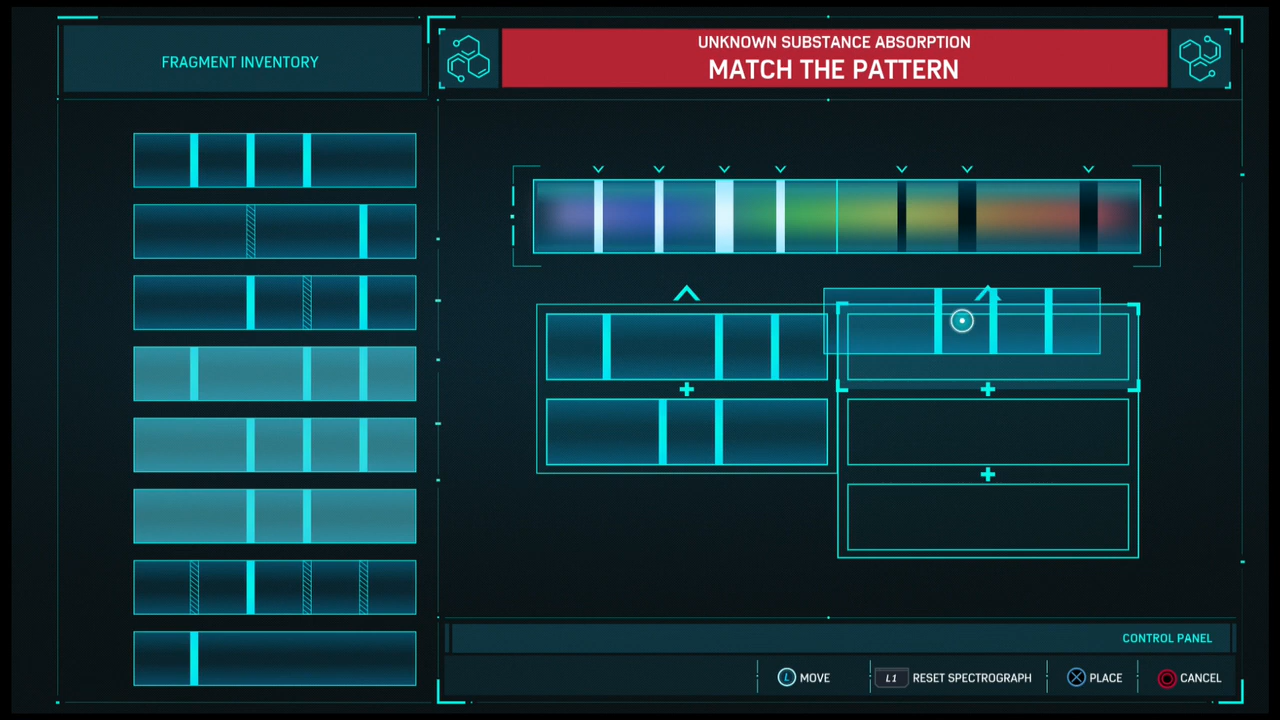 FRAGMENT INVENTORY
UNKNOWN SUBSTANCE ABSORPTION
MATCH THE PATTERN
CONTROL PANEL
L MOVE
L1 RESET SPECTROGRAPH
PLACE
CANCEL